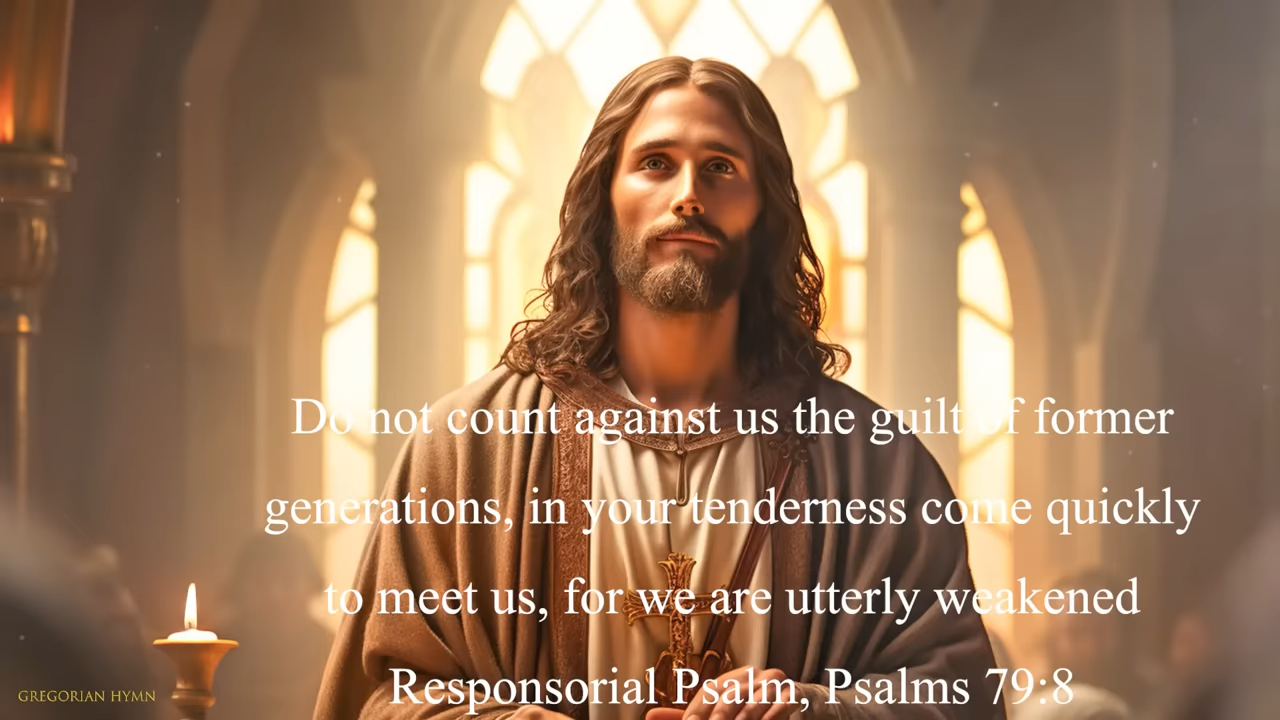 Do not count against us the guilt of former
generations, in your tenderness come quickly
to meet us, for we are utterly weakened
Responsorial Psalm, Psalms 79:8
GREGORIAN HYMN